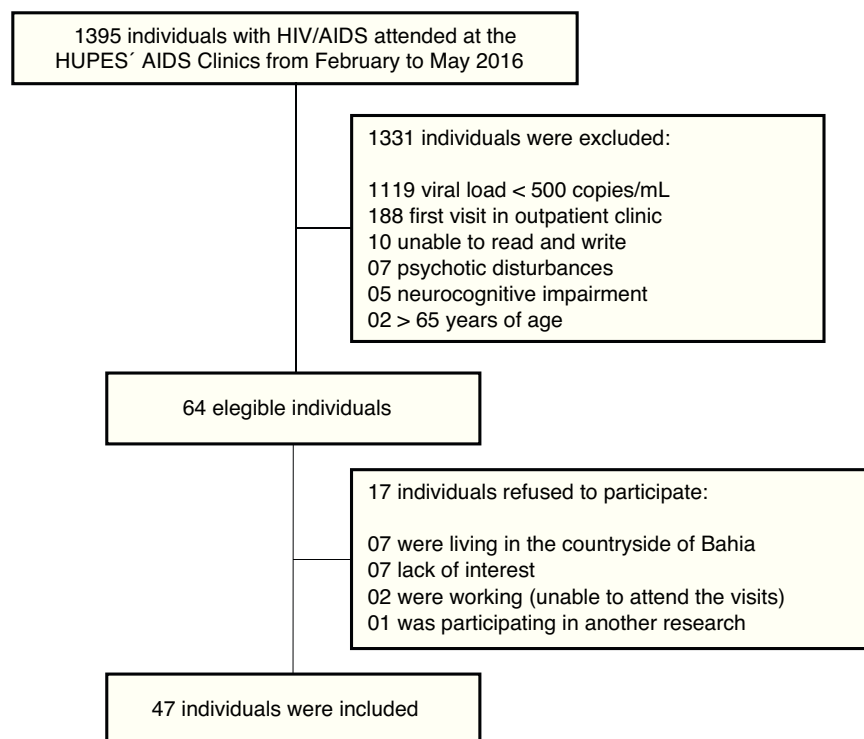 1395 individuals with HIV/AIDS attended at the
HUPES´ AIDS Clinics from February to May 2016
1331 individuals were excluded:
1119 viral load < 500 copies/mL
188 first visit in outpatient clinic
10 unable to read and write
07 psychotic disturbances
05 neurocognitive impairment
02 > 65 years of age
64 elegible individuals
17 individuals refused to participate:
07 were living in the countryside of Bahia
07 lack of interest
02 were working (unable to attend the visits)
01 was participating in another research
47 individuals were included